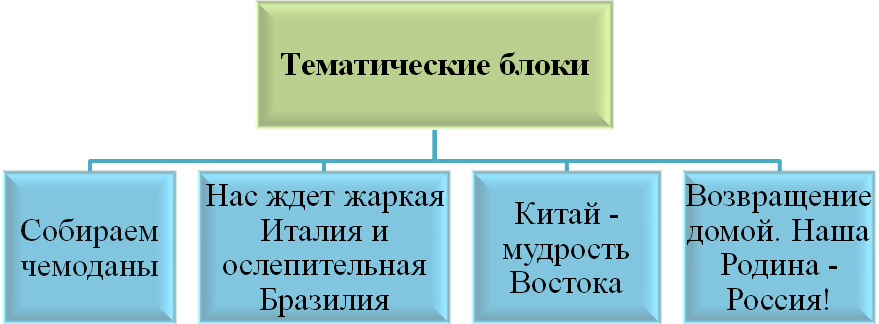 Тематические блоки
Собираем
чемоданы
Нас ждет жаркая
Италия и
ослепительная
Бразилия
Китай -
мудрость
Востока
Возвращение
домой. Наша
Родина -
Россия!